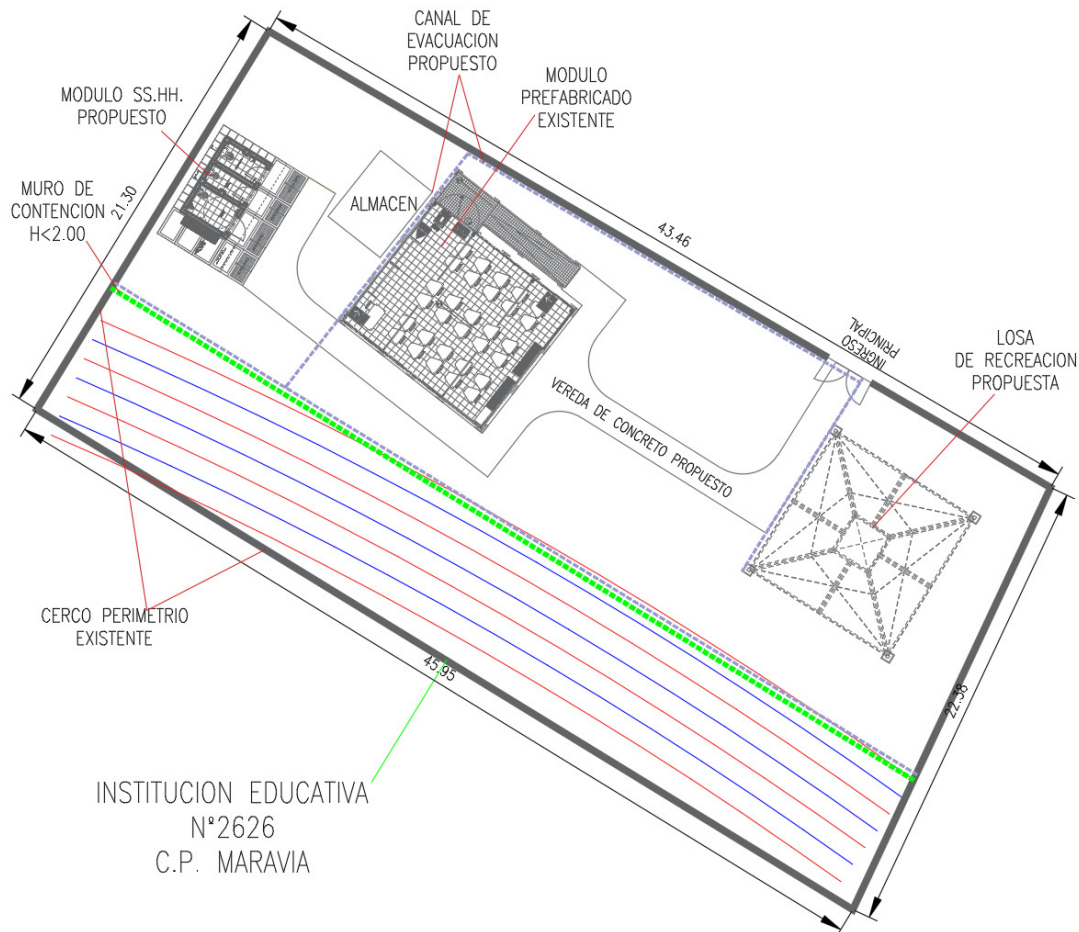 CANAL DE
EVACUACION
PROPUESTO
MODULO
PREFABRICADO
EXISTENTE
MODULO SS.HH.
PROPUESTO
MURO DE
CONTENCION
H<2.00
21.30
ALMACEN
43.46
INGRESO
PRINCIPAL
LOSA
DE RECREACION
PROPUESTA
VEREDA DE CONCRETO PROPUESTO
CERCO PERIMETRIO
EXISTENTE
45.95
22.38
INSTITUCION EDUCATIVA
N°2626
C.P. MARAVIA